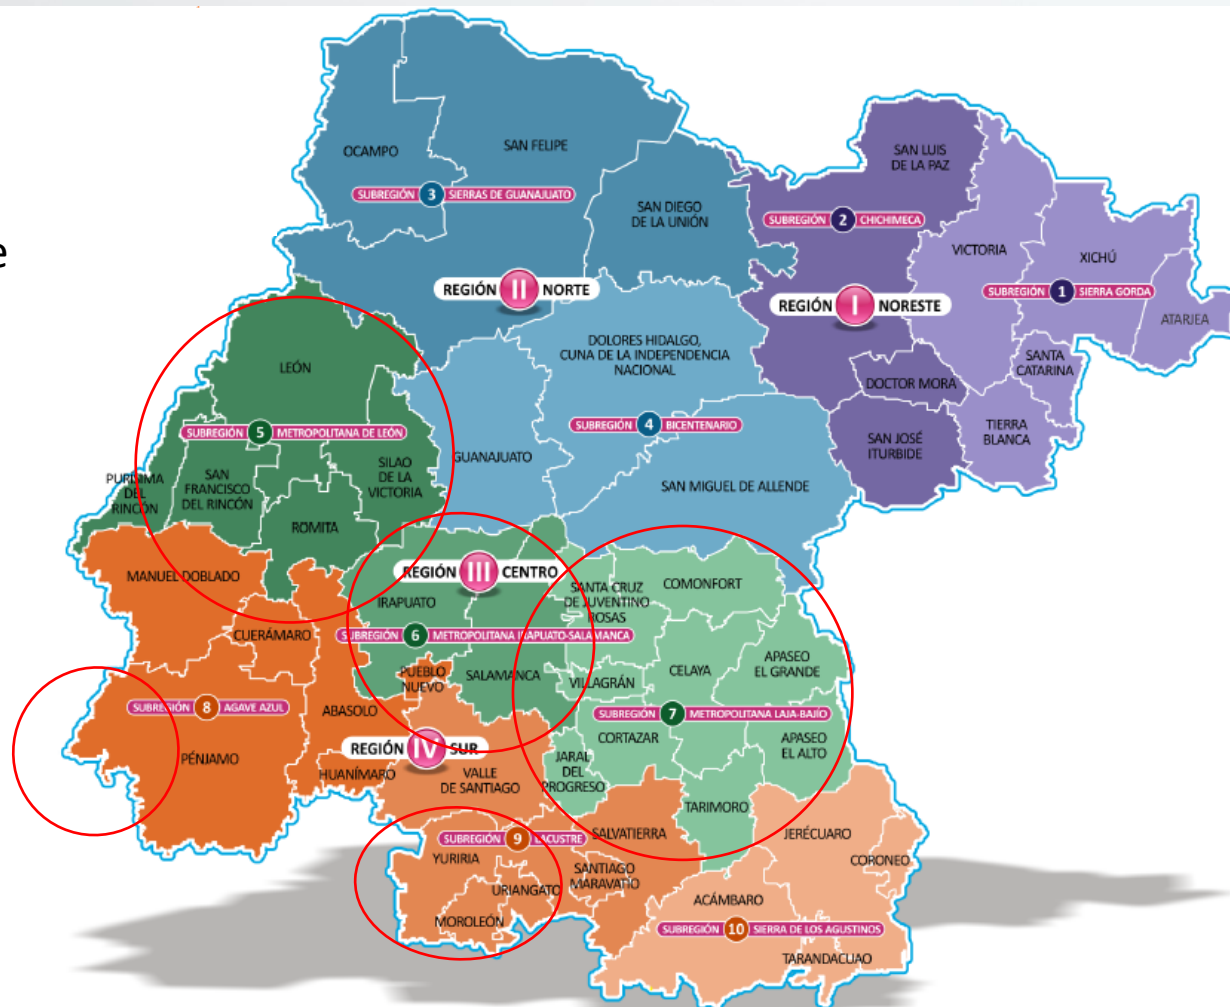 e
OCAMPO
SAN FELIPE
SUBREGIÓN 3 SIERRAS DE GUANAJUATO
SAN DIEGO
DE LA UNIÓN
SAN LUIS
DE LA PAZ
SUBREGIÓN 2 CHICHIMECA
VICTORIA
XICHÚ
SUBREGIÓN 1 SIERRA GORDA
ATARJEA
REGIÓN II NORTE
REGIÓN I NORESTE
DOLORES HIDALGO,
CUNA DE LA INDEPENDENCIA
NACIONAL
SANTA
CATARINA
DOCTOR MORA
LEÓN
SUBREGIÓN 5 METROPOLITANA DE LEÓN
SUBREGIÓN 4 BICENTENARIO
TIERRA
BLANCA
SAN JOSÉ
ITURBIDE
GUANAJUATO
SAN MIGUEL DE ALLENDE
PURÍSIMA
DEL
RINCÓN
SAN
FRANCISCO
DEL RINCÓN
SILAO
DE LA
VICTORIA
ROMITA
MANUEL DOBLADO
REGIÓN III CENTRO
IRAPUATO
SANTA CRUZ
DE JUVENTINO
ROSAS
COMONFORT
CUERÁMARO
SUBREGIÓN 6 METROPOLITANA IRAPUATO-SALAMANCA
PUEBLO
NUEVO
SALAMANCA
VILLAGRÁN
CELAYA
APASEO
EL GRANDE
SUBREGIÓN 8 AGAVE AZUL
ABASOLO
SUBREGIÓN 7 METROPOLITANA LAJA-BAJÍO
CORTAZAR
APASEO
EL ALTO
PÉNJAMO
REGIÓN IV SUR
HUANÍMARO
VALLE
DE SANTIAGO
JARAL
DEL
PROGRESO
TARIMORO
SUBREGIÓN 9 LACUSTRE
SALVATIERRA
JERÉCUARO
YURIRIA
CORONEO
SANTIAGO
MARAVATÍO
URIANGATO
MOROLEÓN
ACÁMBARO
SUBREGIÓN 10 SIERRA DE LOS AGUSTINOS
TARANDACUAO